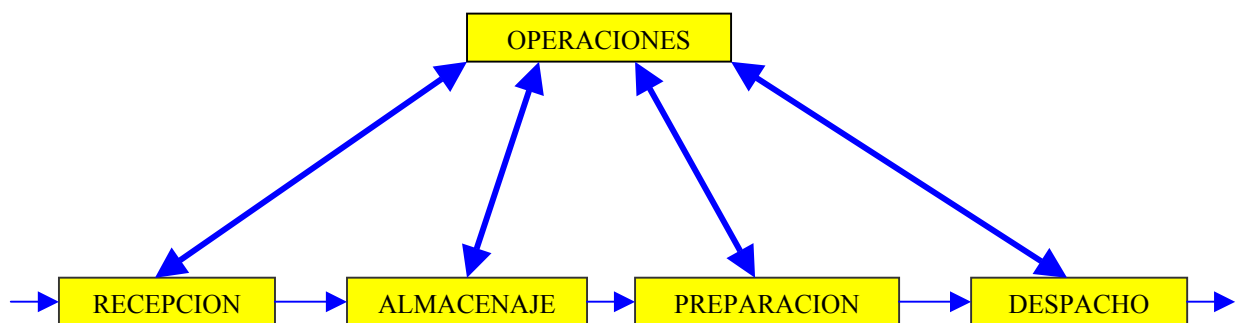 OPERACIONES
RECEPCION
ALMACENAJE
PREPARACION
DESPACHO